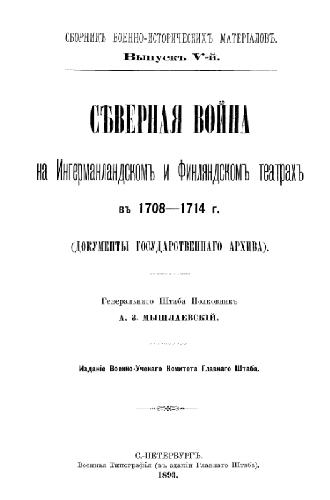 СБОРНИКЪ ВОЕННО-ИСТОРИЧЕСКИХЪ МАТЕРІАЛОВЪ.
Выпускъ V-й.
СѢВЕРНАЯ ВОЙНА
на Ингерманландскомъ и Финляндскомъ театрахъ
въ 1708—1714 г.
(ДОКУМЕНТЫ ГОСУДАРСТВЕННАГО АРХИВА).
Генеральнаго Штаба Полковникъ
А. З. МЫШЛАЕВСКІЙ.
Изданіе Военно-Ученаго Комитета Главнаго Штаба.
С.-ПЕТЕРБУРГЪ.
Военная Типографія (въ зданіи Главнаго Штаба).
1893.